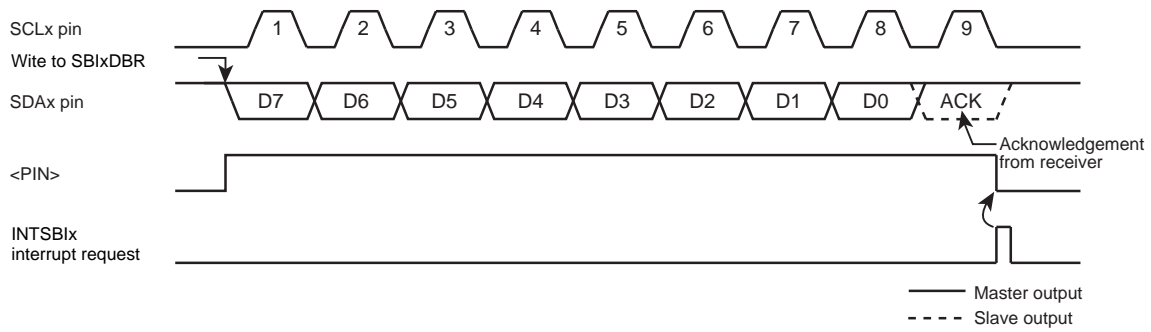 SCLx pin
1 2 3 4 5 6 7 8 9
Wite to SBIxDBR
SDAx pin
D7 D6 D5 D4 D3 D2 D1 D0 ACK
Acknowledgement
from receiver
<PIN>
INTSBIx
interrupt request
Master output
Slave output